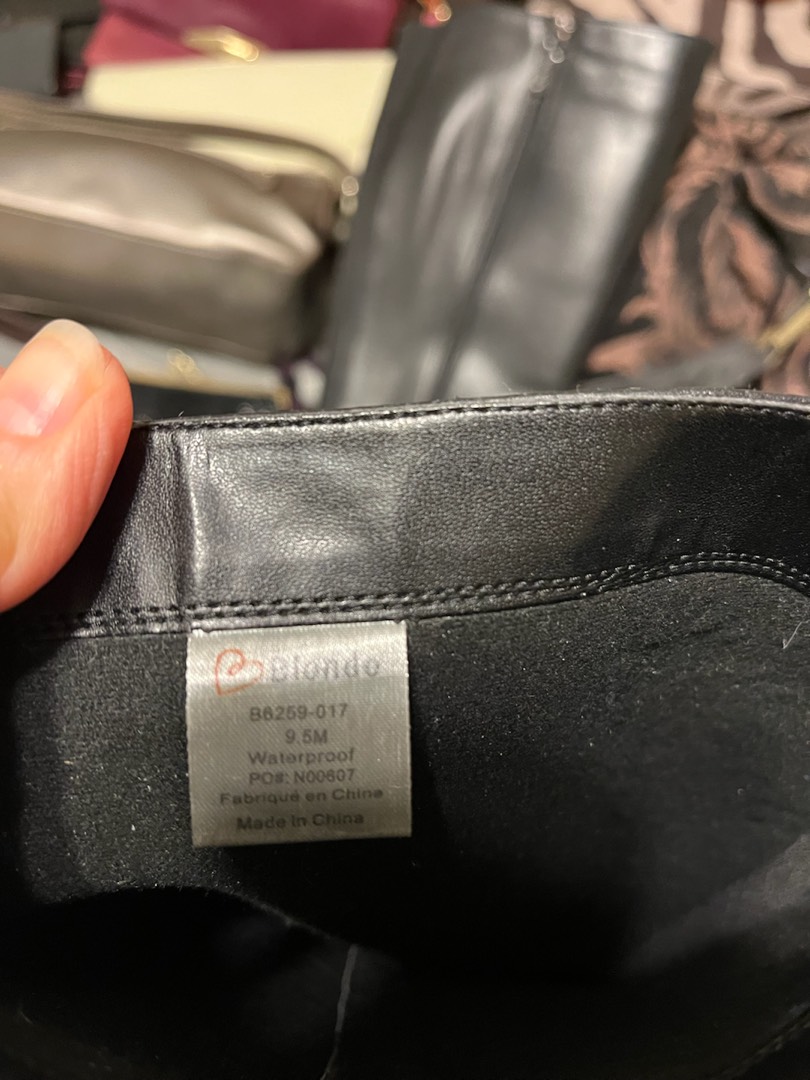 Blondo
B6259-017
9.5M
Waterproof
PO#: N00607
Fabriqué en Chine
Made in China